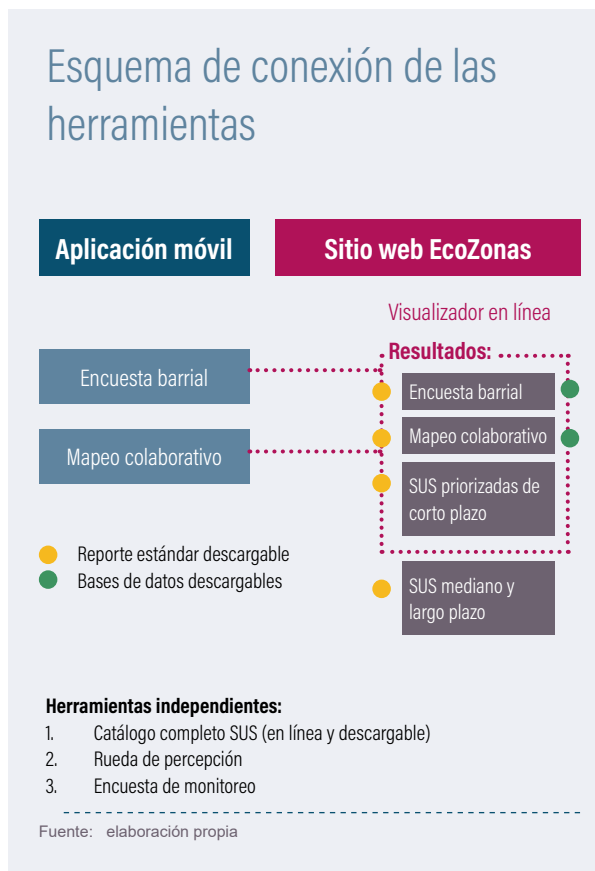 Esquema de conexión de las
herramientas
Aplicación móvil
Sitio web EcoZonas
Visualizador en línea
Resultados:
Encuesta barrial
Mapeo colaborativo
Encuesta barrial
Mapeo colaborativo
SUS priorizadas de
corto plazo
SUS mediano y
largo plazo
Reporte estándar descargable
Bases de datos descargables
Herramientas independientes:
1. Catálogo completo SUS (en línea y descargable)
2. Rueda de percepción
3. Encuesta de monitoreo
Fuente: elaboración propia